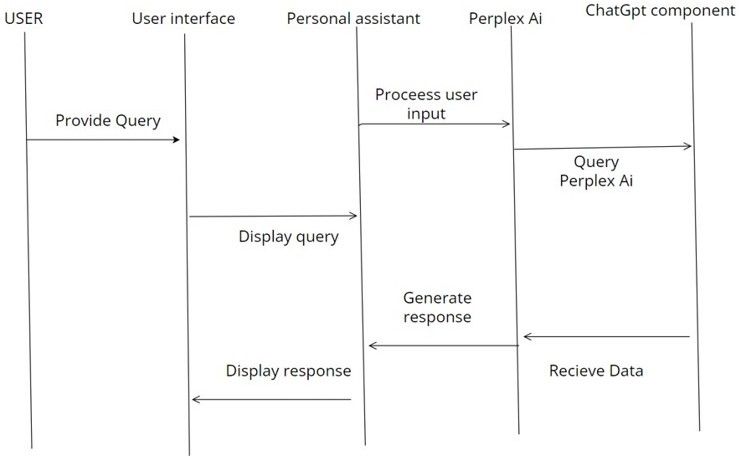 USER
User interface
Personal assistant
Perplex Ai
ChatGpt component
Provide Query
Proceess user
input
Query
Perplex Ai
Display query
Generate
response
Display response
Recieve Data